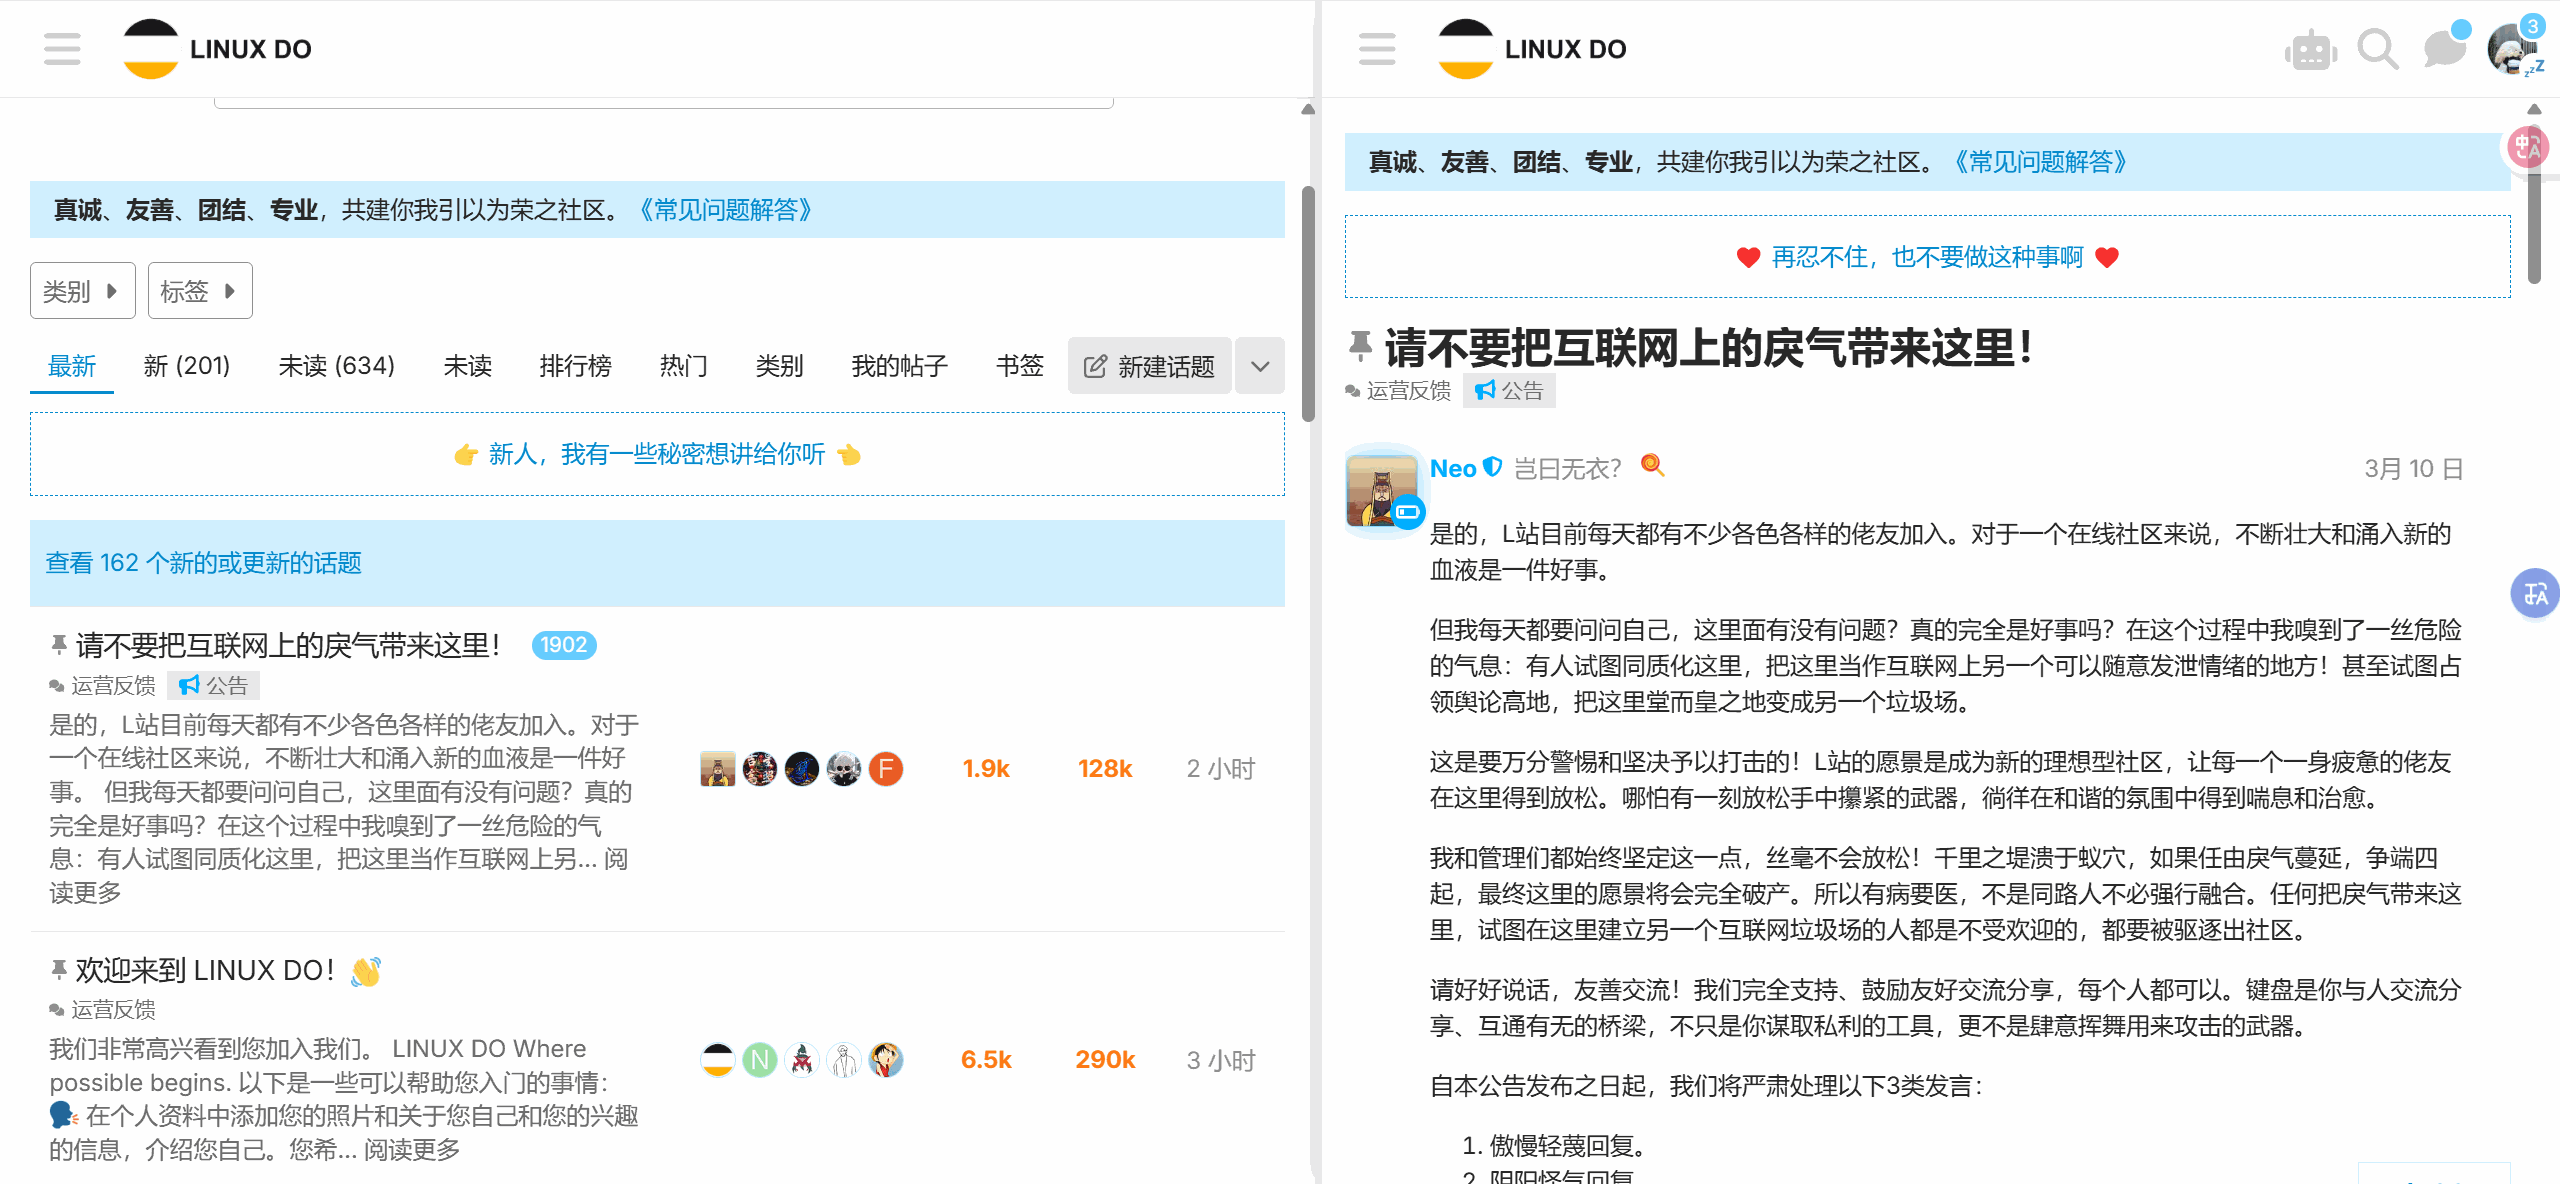 LINUX DO
真诚、友善、团结、专业，共建你我引以为荣之社区。《常见问题解答》
类别
标签
最新
新 (201)
未读 (634)
未读
排行榜
热门
类别
我的帖子
书签
新建话题
新人，我有一些秘密想讲给你听
查看 162 个新的或更新的话题
请不要把互联网上的戾气带来这里！ 1902
运营反馈 公告
是的，L站目前每天都有不少各色各样的佬友加入。对于
一个在线社区来说，不断壮大和涌入新的血液是一件好
事。 但我每天都要问问自己，这里面有没有问题？真的
完全是好事吗？在这个过程中我嗅到了一丝危险的气
息：有人试图同质化这里，把这里当作互联网上另... 阅
读更多
F
1.9k
128k
2 小时
欢迎来到 LINUX DO！
运营反馈
我们非常高兴看到您加入我们。 LINUX DO Where
possible begins. 以下是一些可以帮助您入门的事情：
在个人资料中添加您的照片和关于您自己和您的兴趣
的信息，介绍您自己。您希... 阅读更多
N
6.5k
290k
3 小时
LINUX DO
3
zzZ
真诚、友善、团结、专业，共建你我引以为荣之社区。《常见问题解答》
再忍不住，也不要做这种事啊
请不要把互联网上的戾气带来这里！
运营反馈 公告
Neo 岂曰无衣？
3月 10 日
是的，L站目前每天都有不少各色各样的佬友加入。对于一个在线社区来说，不断壮大和涌入新的
血液是一件好事。
但我每天都要问问自己，这里面有没有问题？真的完全是好事吗？在这个过程中我嗅到了一丝危险
的气息：有人试图同质化这里，把这里当作互联网上另一个可以随意发泄情绪的地方！甚至试图占
领舆论高地，把这里堂而皇之地变成另一个垃圾场。
这是要万分警惕和坚决予以打击的！L站的愿景是成为新的理想型社区，让每一个一身疲惫的佬友
在这里得到放松。哪怕有一刻放松手中攥紧的武器，徜徉在和谐的氛围中得到喘息和治愈。
我和管理们都始终坚定这一点，丝毫不会放松！千里之堤溃于蚁穴，如果任由戾气蔓延，争端四
起，最终这里的愿景将会完全破产。所以有病要医，不是同路人不必强行融合。任何把戾气带来这
里，试图在这里建立另一个互联网垃圾场的人都是不受欢迎的，都要被驱逐出社区。
请好好说话，友善交流！我们完全支持、鼓励友好交流分享，每个人都可以。键盘是你与人交流分
享、互通有无的桥梁，不只是你谋取私利的工具，更不是肆意挥舞用来攻击的武器。
自本公告发布之日起，我们将严肃处理以下3类发言：
1. 傲慢轻蔑回复。
2. 阴阳怪气回复